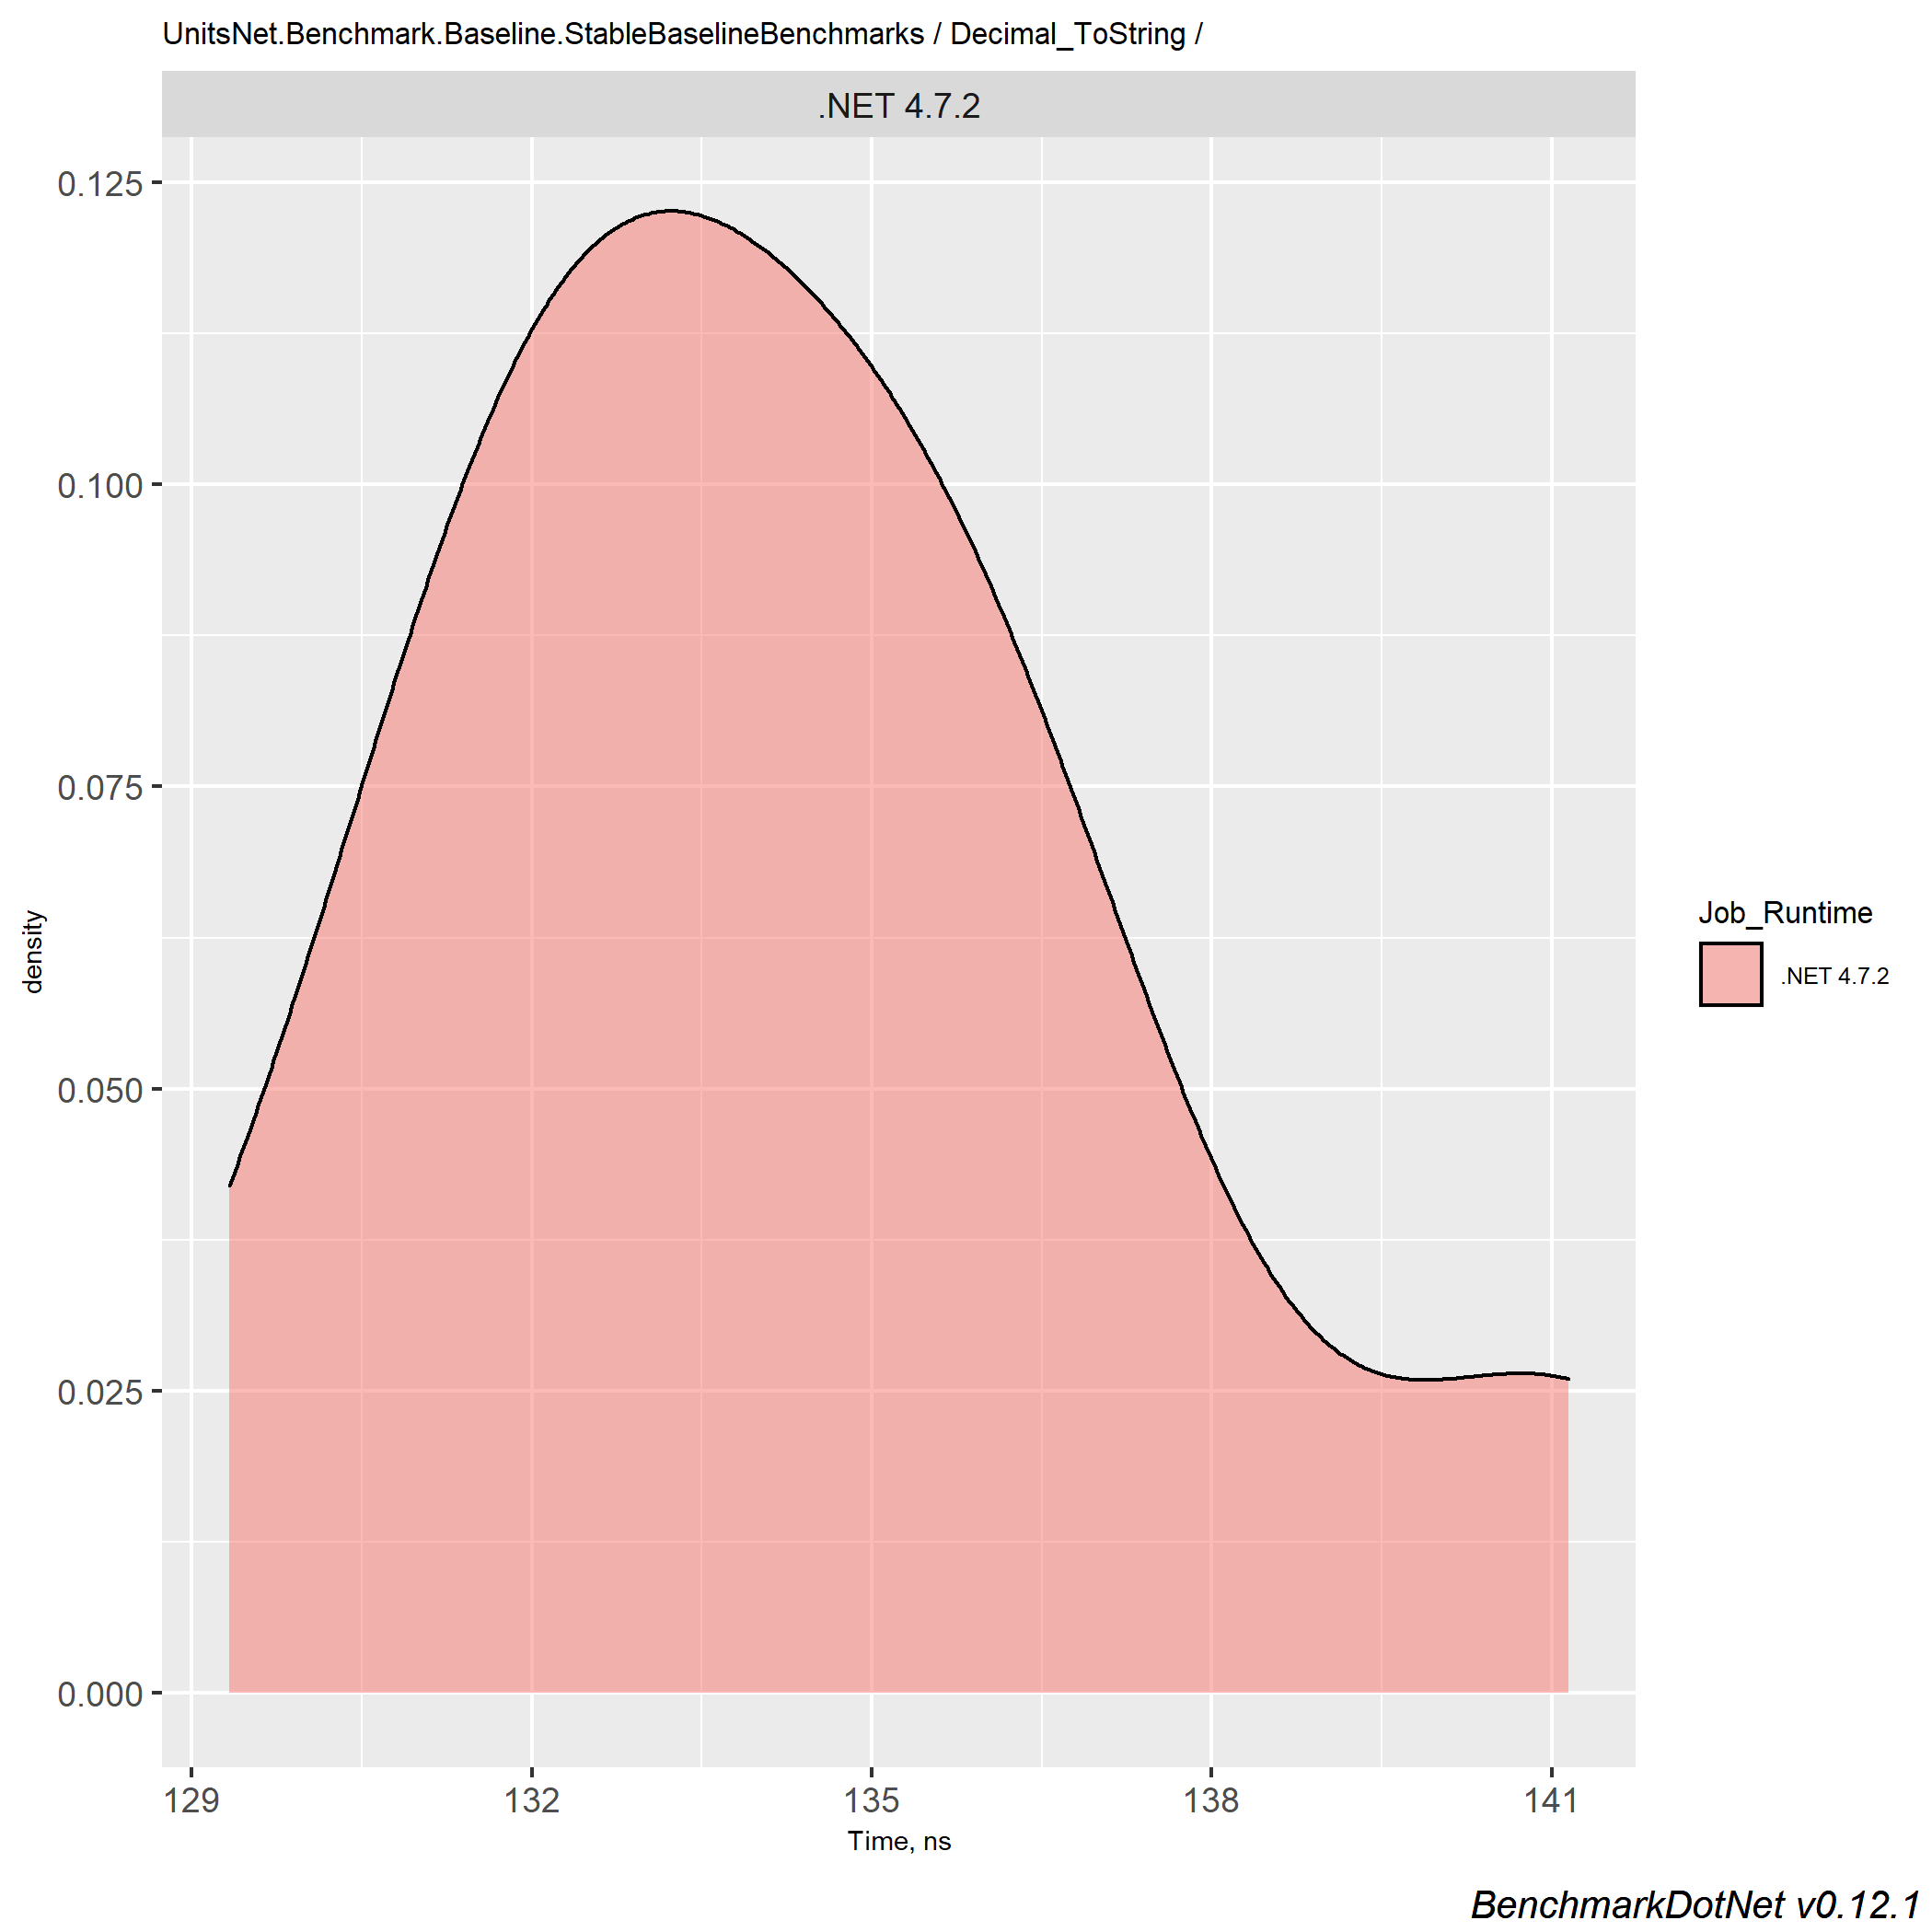 UnitsNet.Benchmark.Baseline.StableBaselineBenchmarks / Decimal_ToString /
.NET 4.7.2
0.125
0.100
0.075
0.050
0.025
0.000
density
129 132 135 138 141
Time, ns
Job_Runtime
.NET 4.7.2
BenchmarkDotNet v0.12.1